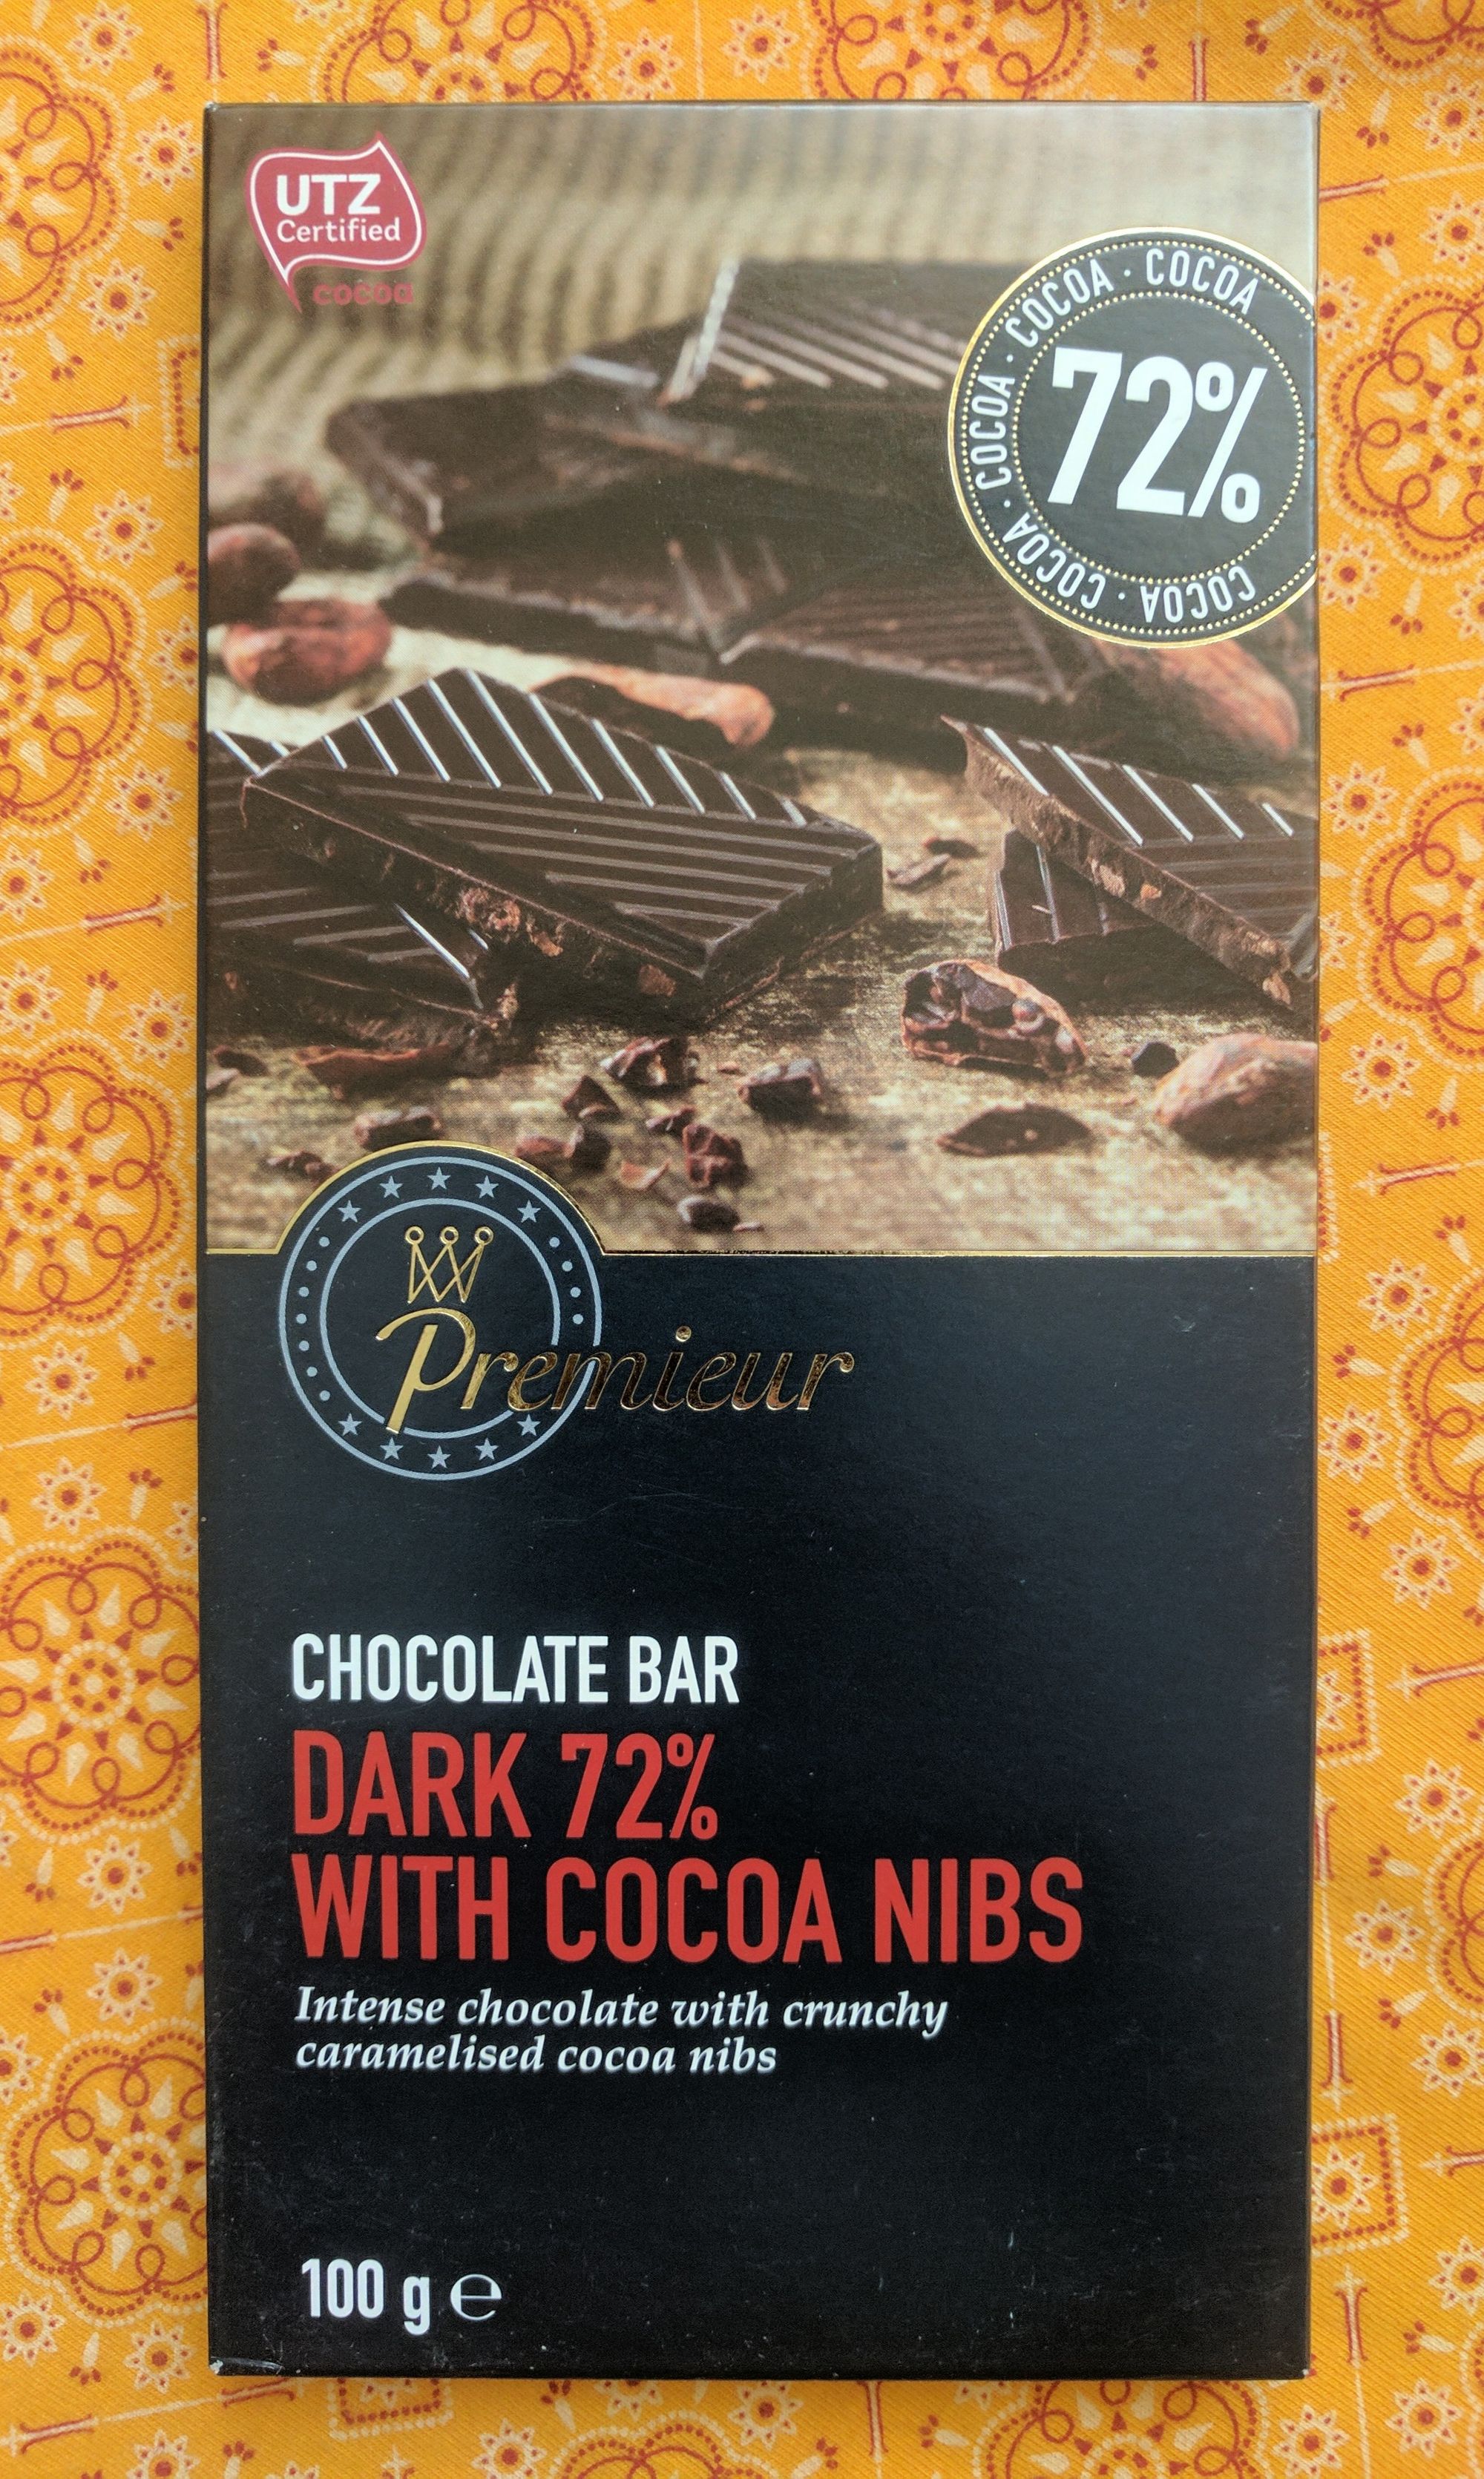 UTZ
Certified
cocoa
COCOA · COCOA · COCOA · COCOA · COCOA · COCOA
72%
Premieur
CHOCOLATE BAR
DARK 72%
WITH COCOA NIBS
Intense chocolate with crunchy
caramelised cocoa nibs
100 g ℮